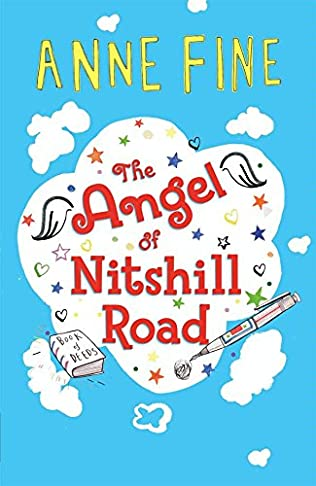 ANNE FINE
The
Angel
of
Nitshill
Road
BOOK
of
DEEDS